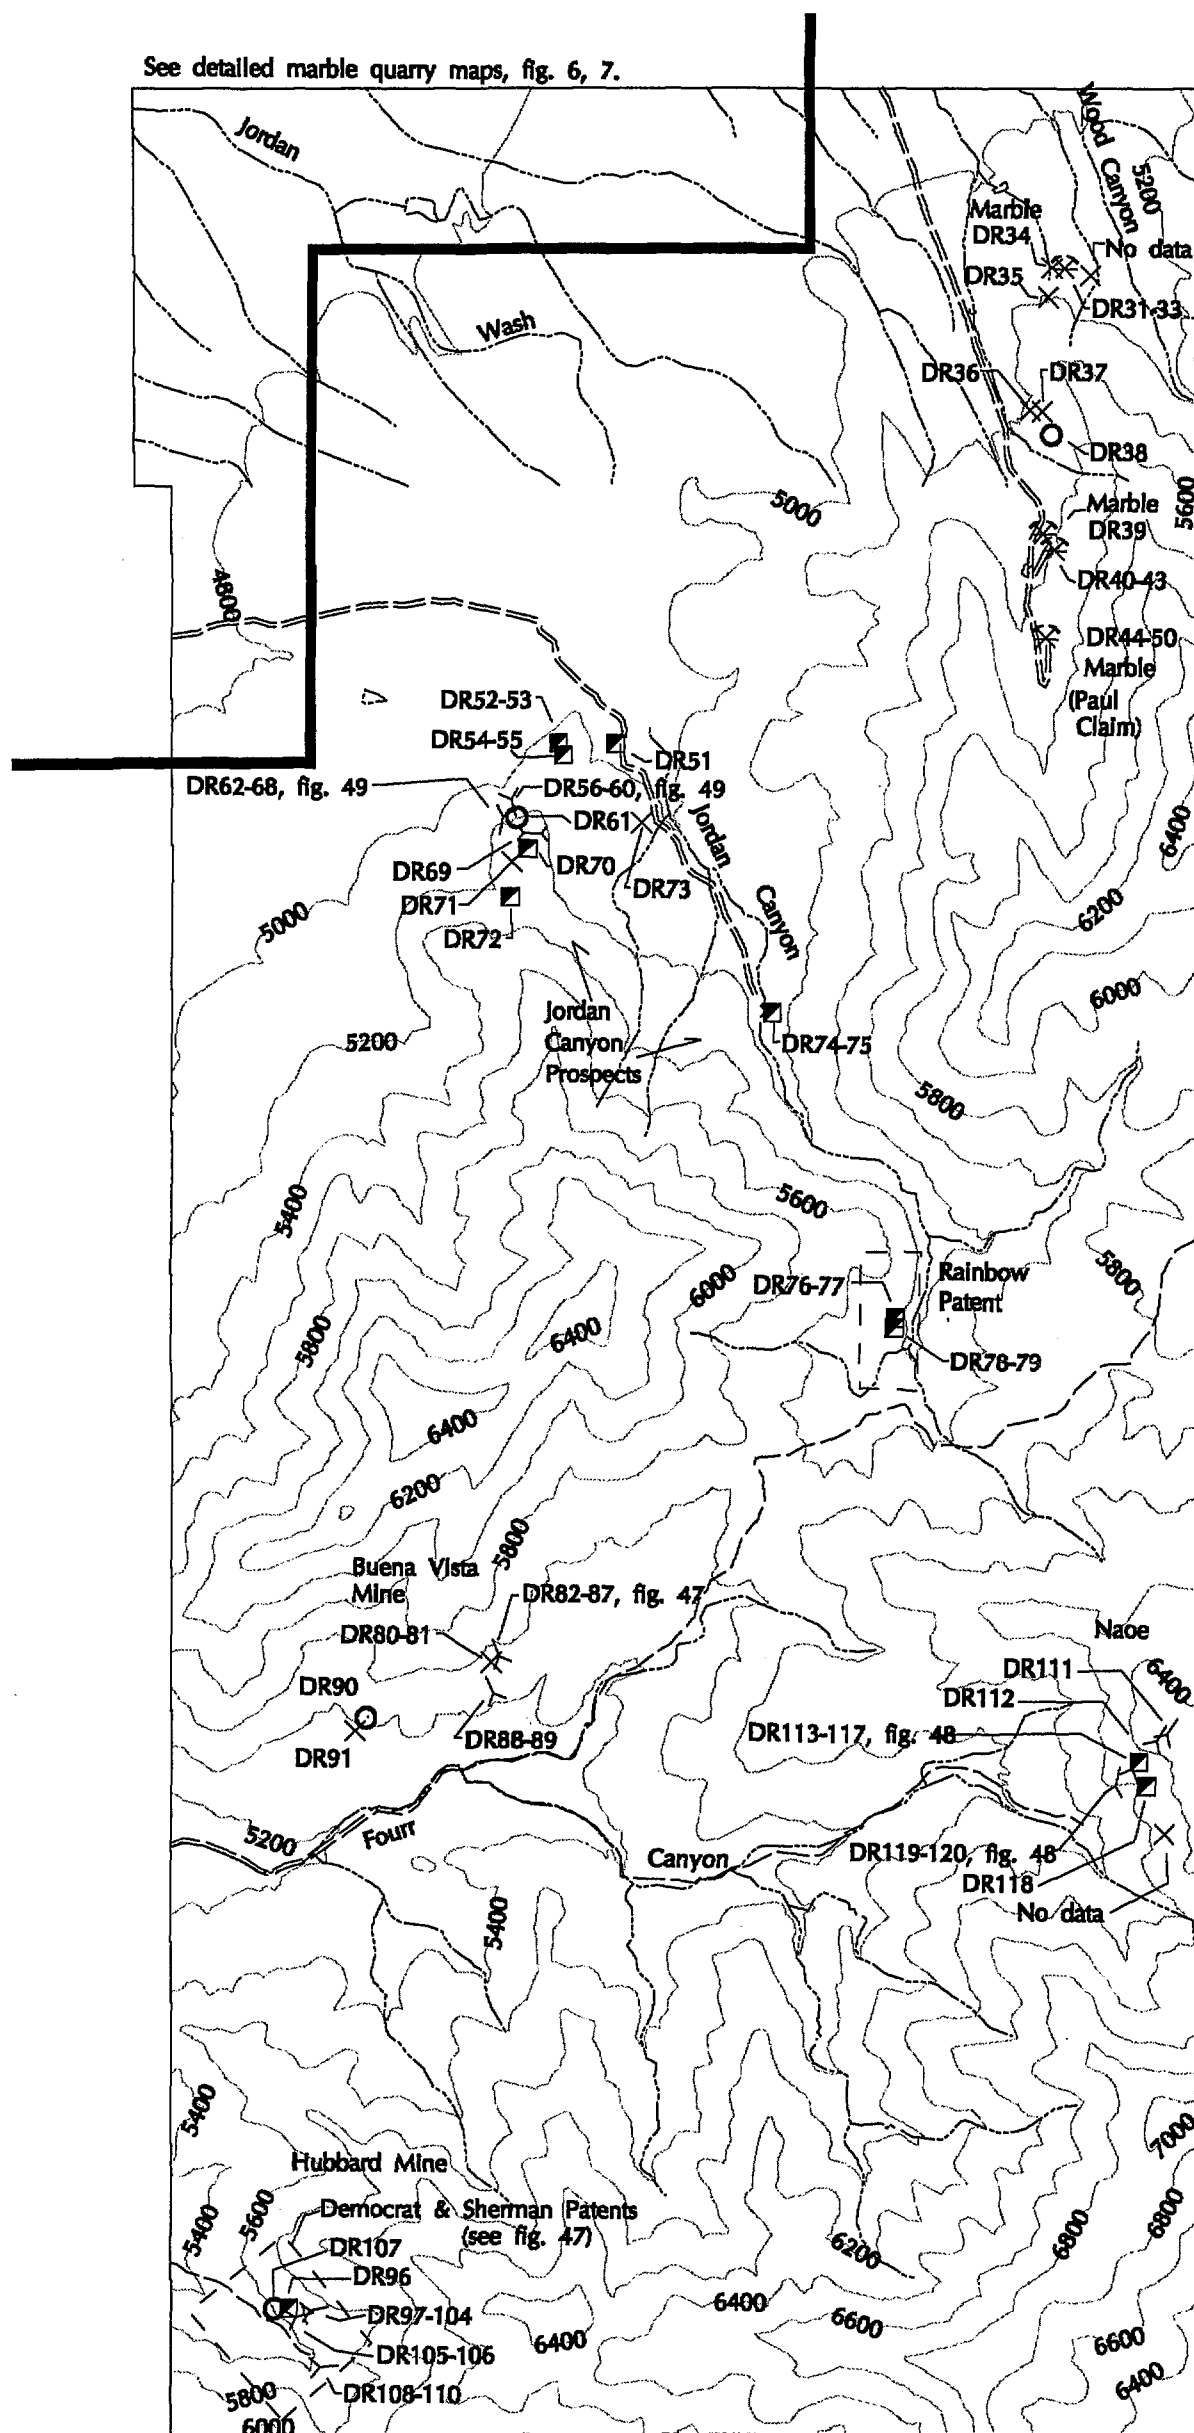 See detailed marble quarry maps, fig. 6, 7.
Jordan
Wood Canyon
5200
Marble
DR34
No data
DR35
DR31-33
Wash
DR36
DR37
DR38
5000
5600
Marble
DR39
4800
DR40-43
DR44-50
Marble
(Paul
Claim)
DR52-53
DR54-55
DR51
DR62-68, fig. 49
DR56-60, fig. 49
DR61
Jordan
6400
DR69
DR70
DR73
DR71
Canyon
6200
5000
DR72
6000
Jordan
Canyon
Prospects
5200
DR74-75
5800
5400
5600
Rainbow
Patent
5800
6000
DR76-77
5800
6400
DR78-79
6400
6200
5800
Buena Vista
Mine
DR82-87, fig. 47
DR80-81
Naoe
DR111
6400
DR90
DR112
DR91
DR88-89
DR113-117, fig. 48
5200
Fourr
Canyon
DR119-120, fig. 48
DR118
No data
5400
5400
7000
Hubbard Mine
5400
5600
Democrat & Sherman Patents
(see fig. 47)
6800
6800
DR107
6200
DR96
6400
DR97-104
6600
6400
6600
DR105-106
6400
5800
DR108-110
6000